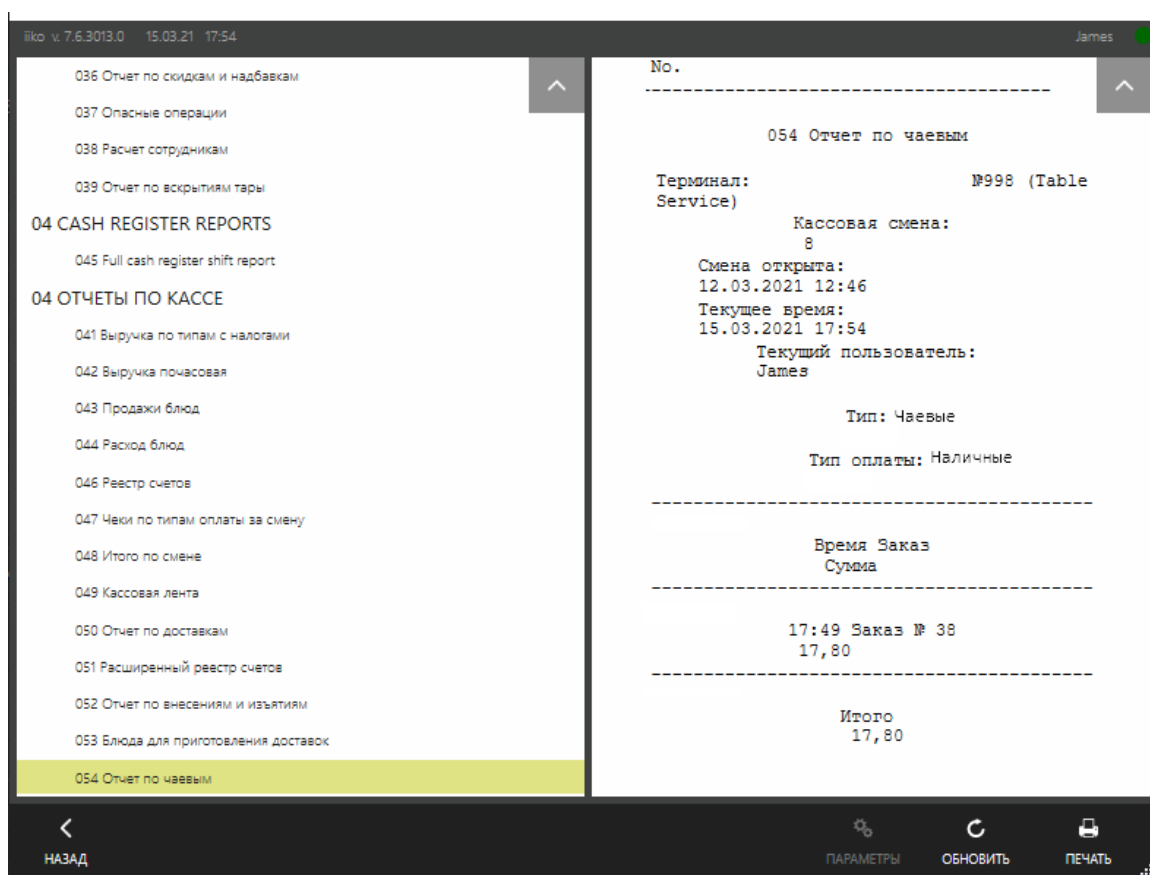 iiko v. 7.6.3013.0 15.03.21 17:54 James
036 Отчет по скидкам и надбавкам
037 Опасные операции
038 Расчет сотрудникам
039 Отчет по вскрытиям тары
04 CASH REGISTER REPORTS
045 Full cash register shift report
04 ОТЧЕТЫ ПО КАССЕ
041 Выручка по типам с налогами
042 Выручка почасовая
043 Продажи блюд
044 Расход блюд
046 Реестр счетов
047 Чеки по типам оплаты за смену
048 Итого по смене
049 Кассовая лента
050 Отчет по доставкам
051 Расширенный реестр счетов
052 Отчет по внесениям и изъятиям
053 Блюда для приготовления доставок
054 Отчет по чаевым
No.
054 Отчет по чаевым
Терминал: №998 (Table
Service)
Кассовая смена:
8
Смена открыта:
12.03.2021 12:46
Текущее время:
15.03.2021 17:54
Текущий пользователь:
James
Тип: Чаевые
Тип оплаты: Наличные
Время Заказ
Сумма
17:49 Заказ № 38
17,80
Итого
17,80
НАЗАД ПАРАМЕТРЫ ОБНОВИТЬ ПЕЧАТЬ